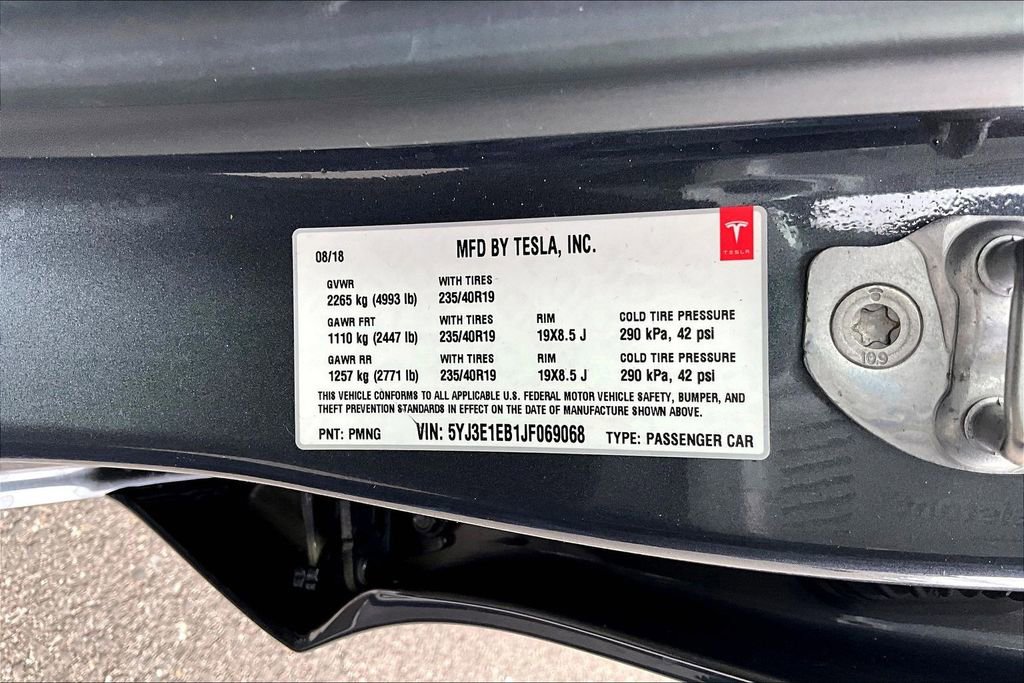 08/18
MFD BY TESLA, INC.
TESLA
GVWR WITH TIRES
2265 kg (4993 lb) 235/40R19
GAWR FRT WITH TIRES RIM COLD TIRE PRESSURE
1110 kg (2447 lb) 235/40R19 19X8.5 J 290 kPa, 42 psi
GAWR RR WITH TIRES RIM COLD TIRE PRESSURE
1257 kg (2771 lb) 235/40R19 19X8.5 J 290 kPa, 42 psi
THIS VEHICLE CONFORMS TO ALL APPLICABLE U.S. FEDERAL MOTOR VEHICLE SAFETY, BUMPER, AND
THEFT PREVENTION STANDARDS IN EFFECT ON THE DATE OF MANUFACTURE SHOWN ABOVE.
PNT: PMNG VIN: 5YJ3E1EB1JF069068 TYPE: PASSENGER CAR
10.9